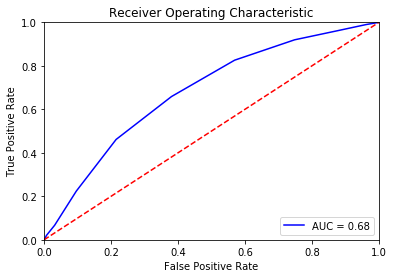 Receiver Operating Characteristic
1.0
0.8
0.6
0.4
0.2
0.0
True Positive Rate
0.0 0.2 0.4 0.6 0.8 1.0
False Positive Rate
AUC = 0.68